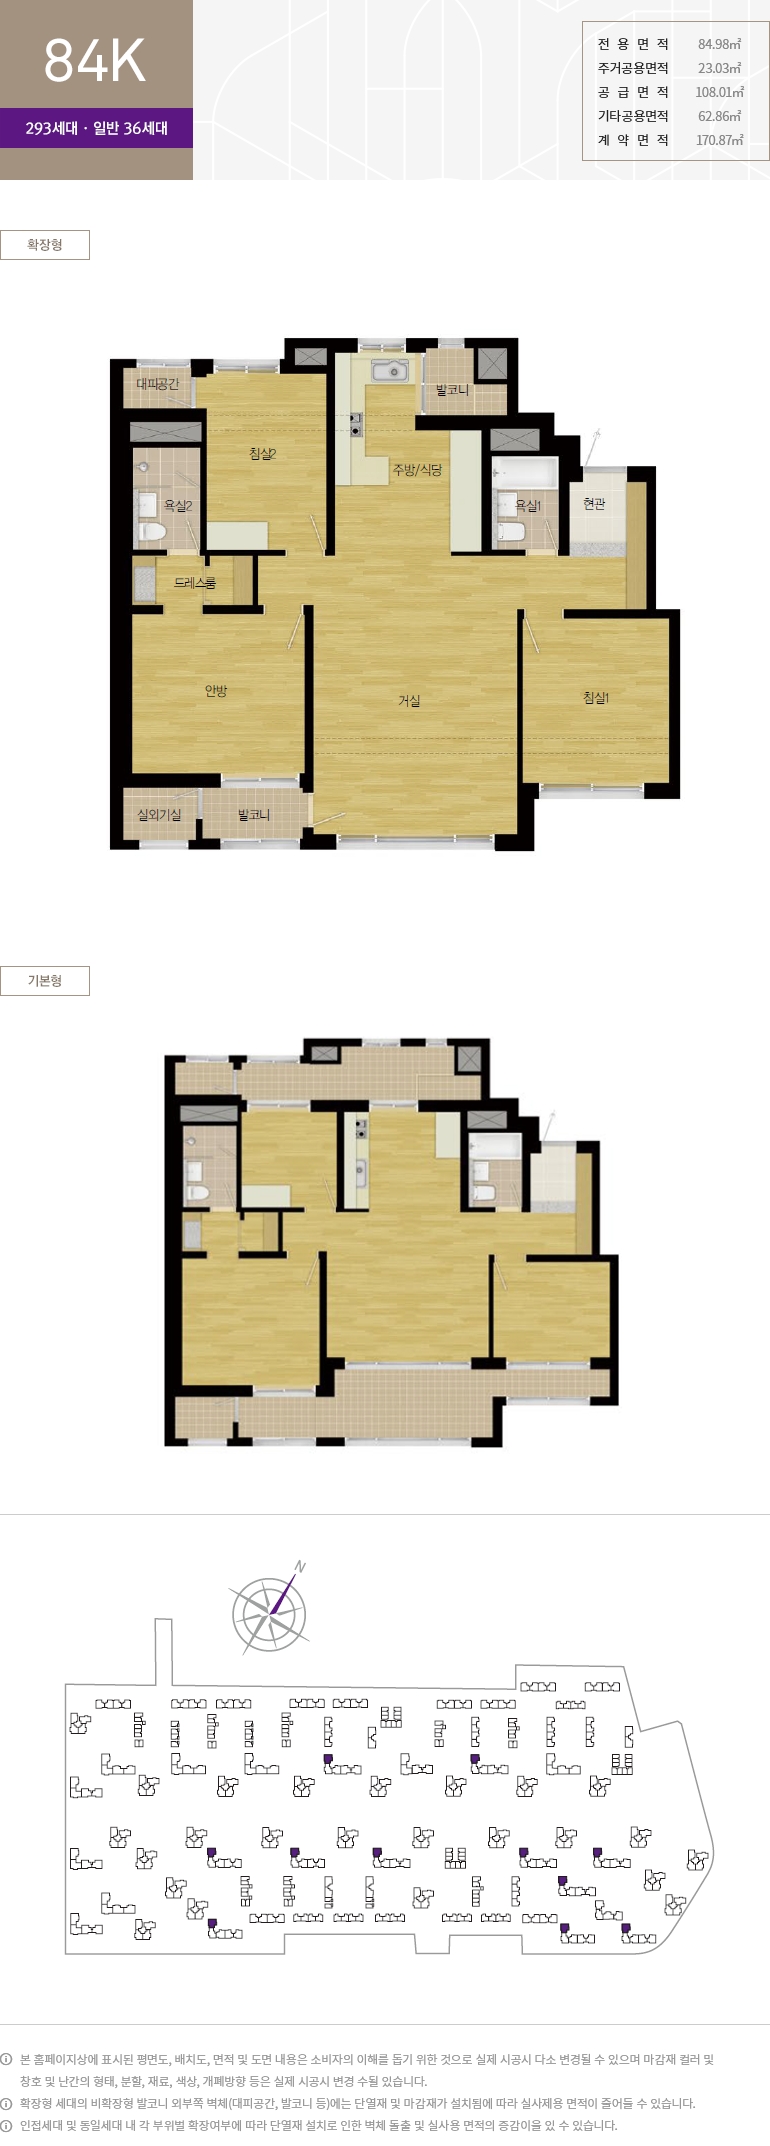 84K
293세대 · 일반 36세대
전 용 면 적 84.98㎡
주거공용면적 23.03㎡
공 급 면 적 108.01㎡
기타공용면적 62.86㎡
계 약 면 적 170.87㎡
확장형
대피공간
발코니
침실2
주방/식당
욕실2
욕실1
현관
드레스룸
안방
거실
침실1
실외기실
발코니
기본형
N
본 홈페이지상에 표시된 평면도, 배치도, 면적 및 도면 내용은 소비자의 이해를 돕기 위한 것으로 실제 시공시 다소 변경될 수 있으며 마감재 컬러 및
창호 및 난간의 형태, 분할, 재료, 색상, 개폐방향 등은 실제 시공시 변경 수될 있습니다.
확장형 세대의 비확장형 발코니 외부쪽 벽체(대피공간, 발코니 등)에는 단열재 및 마감재가 설치됨에 따라 실사제용 면적이 줄어들 수 있습니다.
인접세대 및 동일세대 내 각 부위별 확장여부에 따라 단열재 설치로 인한 벽체 돌출 및 실사용 면적의 증감이을 있 수 있습니다.